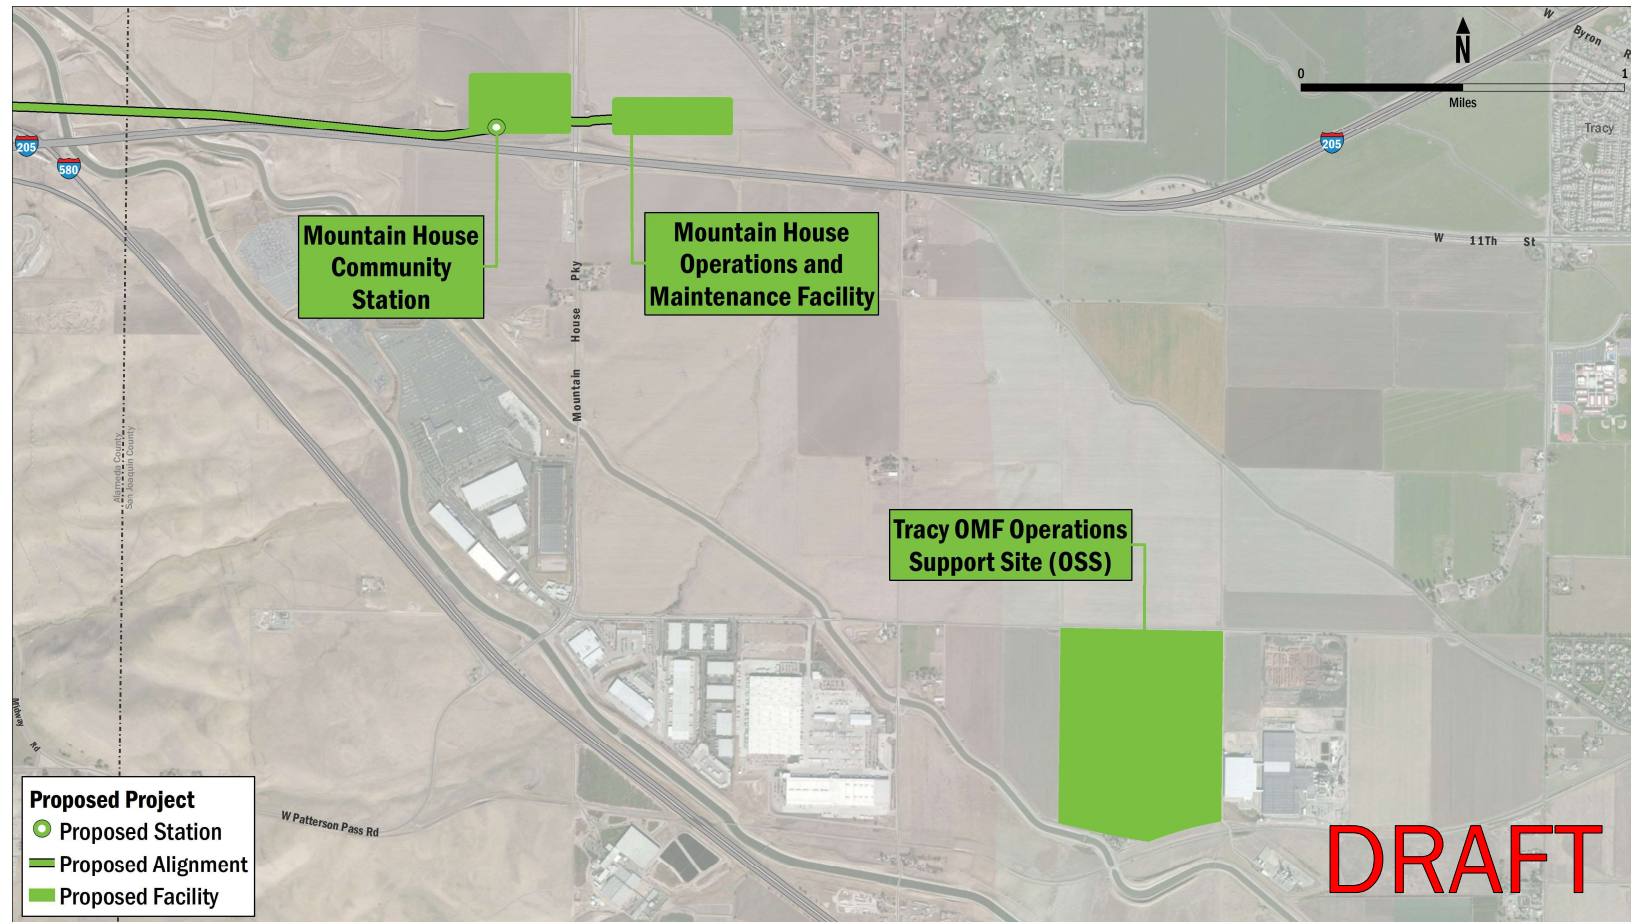 W Byron R
N
0 1
Miles
Tracy
205
205
580
W 11Th St
Mountain House
Community
Station
Mountain House
Operations and
Maintenance Facility
Mountain House Pky
Alameda County
San Joaquin County
Tracy OMF Operations
Support Site (OSS)
Midway Rd
W Patterson Pass Rd
Proposed Project
Proposed Station
Proposed Alignment
Proposed Facility
DRAFT